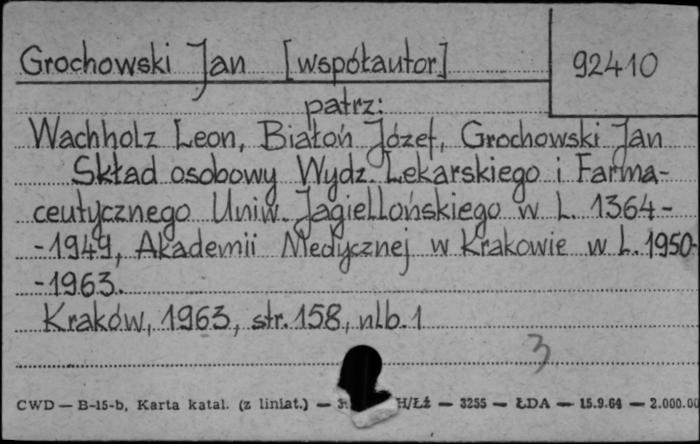 Grochowski Jan [współautor]
92410
patrz:
Wachholz Leon, Białoń Józef, Grochowski Jan
Skład osobowy Wydz. Lekarskiego i Farma-
ceutycznego Uniw. Jagiellońskiego w L. 1364-
-1949, Akademii Medycznej w Krakowie w L. 1950-
-1963.
Kraków, 1963, str. 158, nlb. 1
3
CWD — B-15-b, Karta katal. (z liniat.) — H/Łż — 3255 — ŁDA — 15.9.64 — 2.000.00